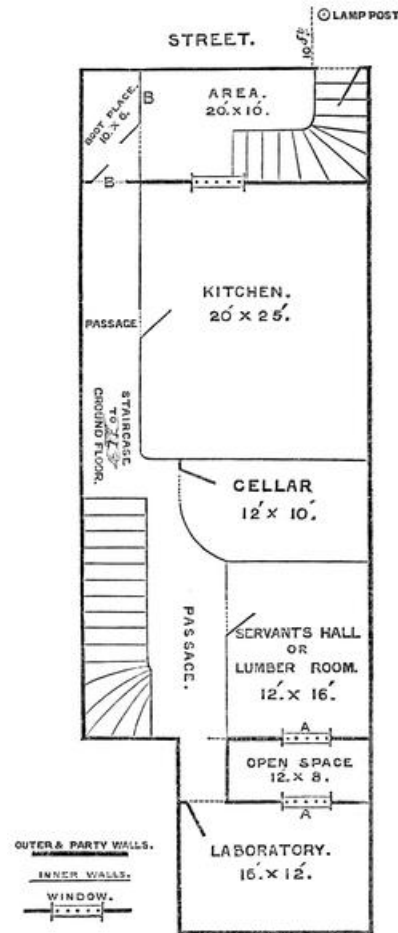 STREET.
LAMP POST
10 ft
BOOT PLACE.
10. X 6.
B
AREA.
20. X 10.
B
KITCHEN.
20 X 25.
PASSAGE
STAIRCASE
TO
GROUND FLOOR.
CELLAR
12 X 10.
PASSAGE.
SERVANTS HALL
OR
LUMBER ROOM.
12. X 16.
A
OPEN SPACE
12. X 8.
A
LABORATORY.
16. X 12.
OUTER & PARTY WALLS.
INNER WALLS.
WINDOW.